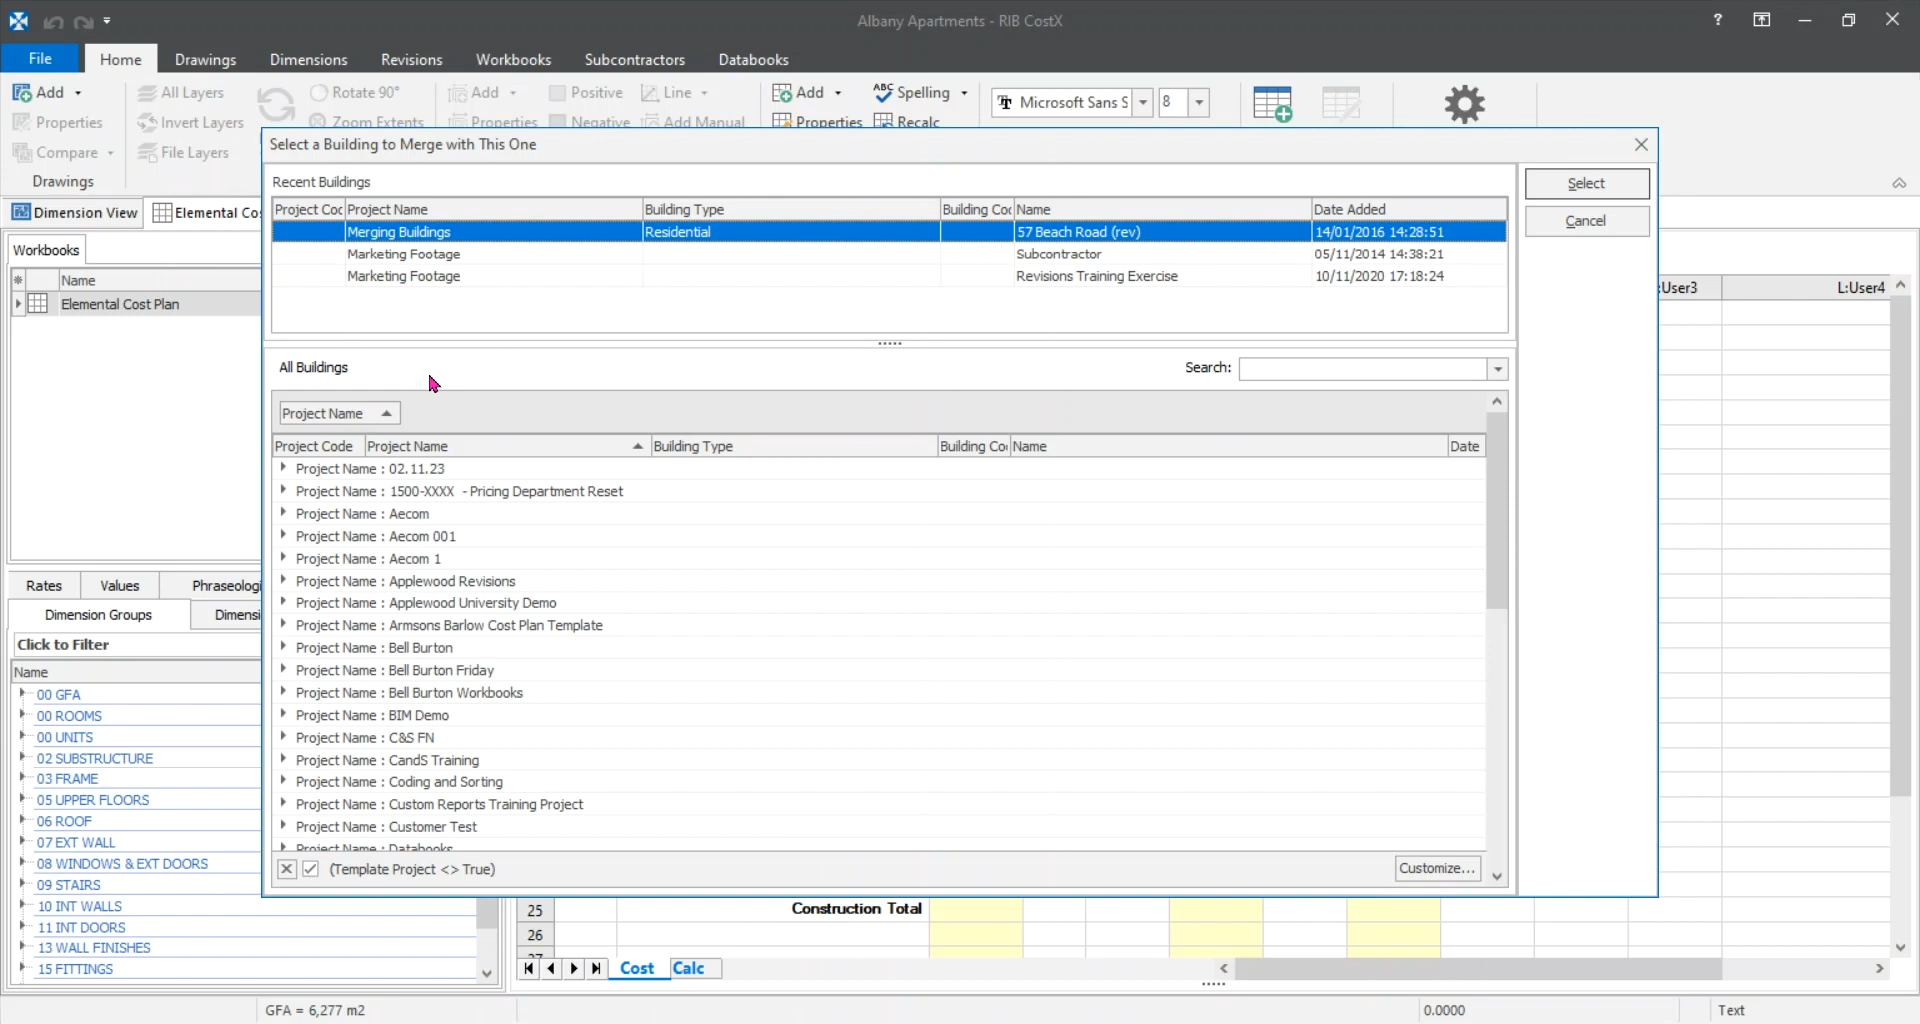 Albany Apartments - RIB CostX
?
File Home Drawings Dimensions Revisions Workbooks Subcontractors Databooks
Add All Layers Rotate 90° Add Positive Line Add ABC Spelling Microsoft Sans S 8
Properties Invert Layers Zoom Extents Properties Negative Add Manual Properties Recalc
Compare File Layers
Drawings
Select a Building to Merge with This One
Recent Buildings
Select
Cancel
Project Coc Project Name Building Type Building Coc Name Date Added
Merging Buildings Residential 57 Beach Road (rev) 14/01/2016 14:28:51
Marketing Footage Subcontractor 05/11/2014 14:38:21
Marketing Footage Revisions Training Exercise 10/11/2020 17:18:24
Dimension View Elemental Cos
Workbooks
Name
Elemental Cost Plan
:User3 L:User4
All Buildings Search:
Project Name
Project Code Project Name Building Type Building Co Name Date
Project Name : 02.11.23
Project Name : 1500-XXXX - Pricing Department Reset
Project Name : Aecom
Project Name : Aecom 001
Project Name : Aecom 1
Project Name : Applewood Revisions
Project Name : Applewood University Demo
Project Name : Armsons Barlow Cost Plan Template
Project Name : Bell Burton
Project Name : Bell Burton Friday
Project Name : Bell Burton Workbooks
Project Name : BIM Demo
Project Name : C&S FN
Project Name : CandS Training
Project Name : Coding and Sorting
Project Name : Custom Reports Training Project
Project Name : Customer Test
Project Name : Databooks
(Template Project <> True) Customize...
Rates Values Phraseologi
Dimension Groups Dimensi
Click to Filter
Name
00 GFA
00 ROOMS
00 UNITS
02 SUBSTRUCTURE
03 FRAME
05 UPPER FLOORS
06 ROOF
07 EXT WALL
08 WINDOWS & EXT DOORS
09 STAIRS
10 INT WALLS
11 INT DOORS
13 WALL FINISHES
15 FITTINGS
25 Construction Total
26
27
Cost Calc
GFA = 6,277 m2 0.0000 Text